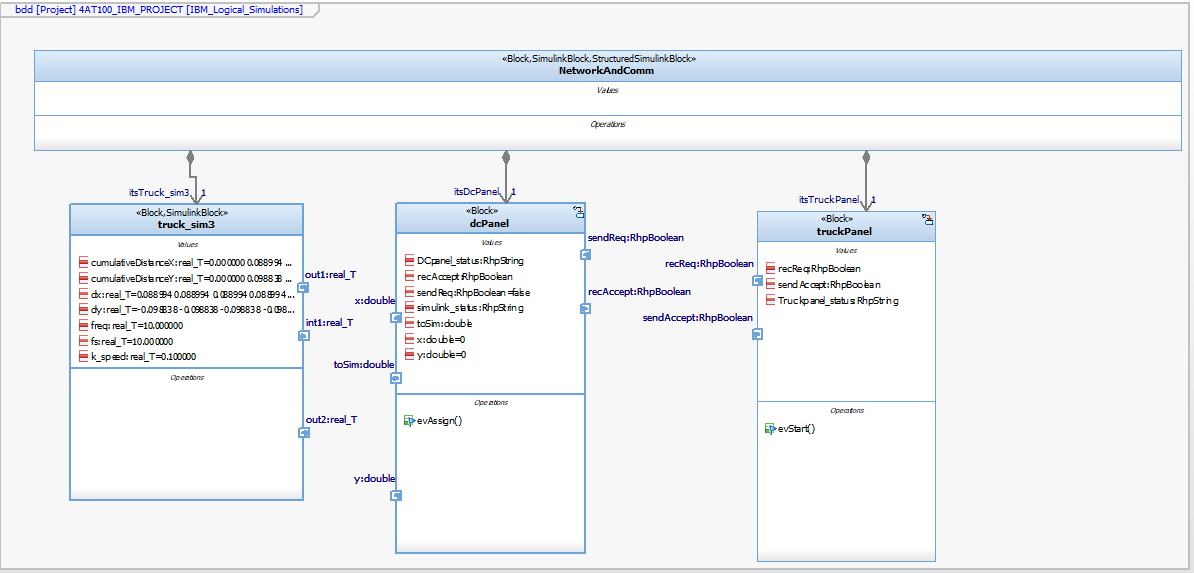 bdd [Project] 4AT100_IBM_PROJECT [IBM_Logical_Simulations]
«Block,SimulinkBlock,StructuredSimulinkBlock»
NetworkAndComm
Values
Operations
itsTruck_sim3
1
itsDcPanel
1
itsTruckPanel
1
«Block,SimulinkBlock»
truck_sim3
Values
cumulativeDistanceX:real_T=0.000000 0.088994 ...
cumulativeDistanceY:real_T=0.000000 0.098838 ...
dx:real_T=0.088994 0.088994 0.088994 0.088994...
dy:real_T=-0.098838 -0.098838 -0.098838 -0.098...
freq:real_T=10.000000
fs:real_T=10.000000
k_speed:real_T=0.100000
Operations
out1:real_T
int1:real_T
out2:real_T
«Block»
dcPanel
Values
DCpanel_status:RhpString
recAccept:RhpBoolean
sendReq:RhpBoolean=false
simulink_status:RhpString
toSim:double
x:double=0
y:double=0
Operations
evAssign()
x:double
toSim:double
y:double
sendReq:RhpBoolean
recAccept:RhpBoolean
«Block»
truckPanel
Values
recReq:RhpBoolean
sendAccept:RhpBoolean
Truckpanel_status:RhpString
Operations
evStart()
recReq:RhpBoolean
sendAccept:RhpBoolean